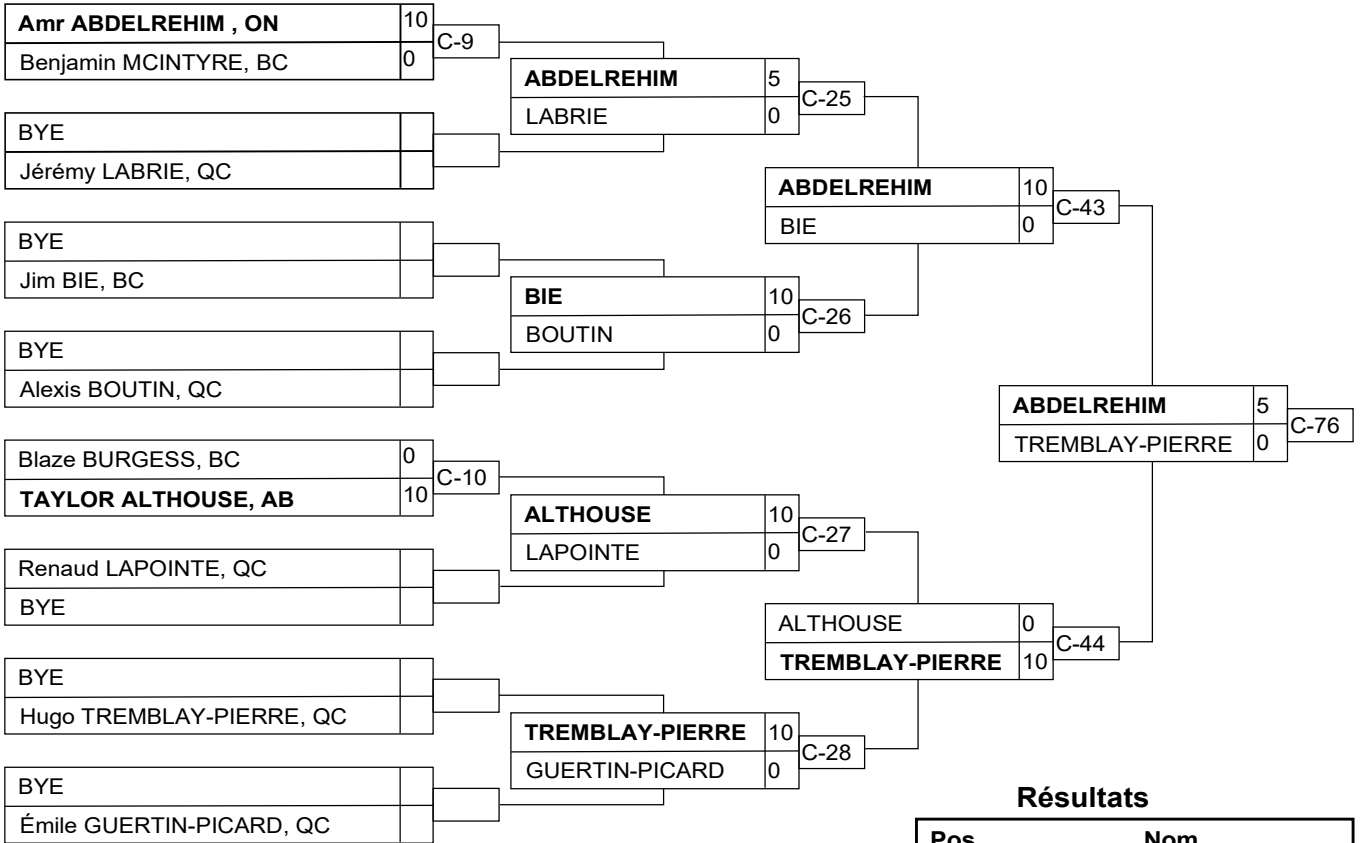 Amr ABDELREHIM , ON 10
C-9
Benjamin MCINTYRE, BC 0
BYE
Jérémy LABRIE, QC
BYE
Jim BIE, BC
BYE
Alexis BOUTIN, QC
Blaze BURGESS, BC 0
C-10
TAYLOR ALTHOUSE, AB 10
Renaud LAPOINTE, QC
BYE
BYE
Hugo TREMBLAY-PIERRE, QC
BYE
Émile GUERTIN-PICARD, QC
ABDELREHIM 5
C-25
LABRIE 0
BIE 10
C-26
BOUTIN 0
ALTHOUSE 10
C-27
LAPOINTE 0
TREMBLAY-PIERRE 10
C-28
GUERTIN-PICARD 0
ABDELREHIM 10
C-43
BIE 0
ALTHOUSE 0
C-44
TREMBLAY-PIERRE 10
ABDELREHIM 5
C-76
TREMBLAY-PIERRE 0
Résultats
Pos Nom